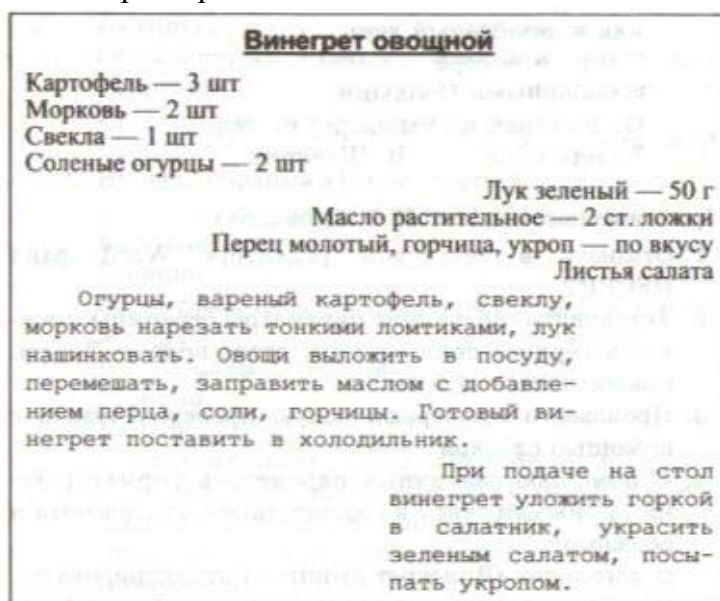 Винегрет овощной
Картофель — 3 шт
Морковь — 2 шт
Свекла — 1 шт
Соленые огурцы — 2 шт
Лук зеленый — 50 г
Масло растительное — 2 ст. ложки
Перец молотый, горчица, укроп — по вкусу
Листья салата
Огурцы, вареный картофель, свеклу,
морковь нарезать тонкими ломтиками, лук
нашинковать. Овощи выложить в посуду,
перемешать, заправить маслом с добавле-
нием перца, соли, горчицы. Готовый ви-
негрет поставить в холодильник.
При подаче на стол
винегрет уложить горкой
в салатник, украсить
зеленым салатом, посы-
пать укропом.